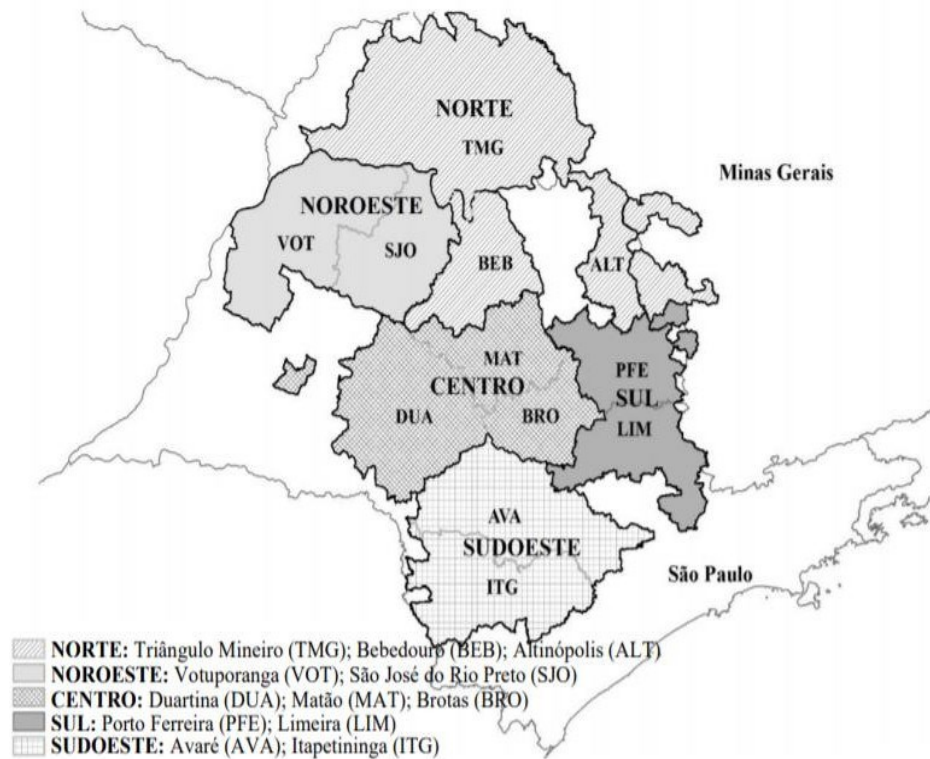 NORTE
TMG
Minas Gerais
NOROESTE
VOT
SJO
BEB
ALT
MAT
PFE
CENTRO
SUL
DUA
BRO
LIM
AVA
SUDOESTE
São Paulo
ITG
NORTE: Triângulo Mineiro (TMG); Bebedouro (BEB); Altinópolis (ALT)
NOROESTE: Votuporanga (VOT); São José do Rio Preto (SJO)
CENTRO: Duartina (DUA); Matão (MAT); Brotas (BRO)
SUL: Porto Ferreira (PFE); Limeira (LIM)
SUDOESTE: Avaré (AVA); Itapetininga (ITG)